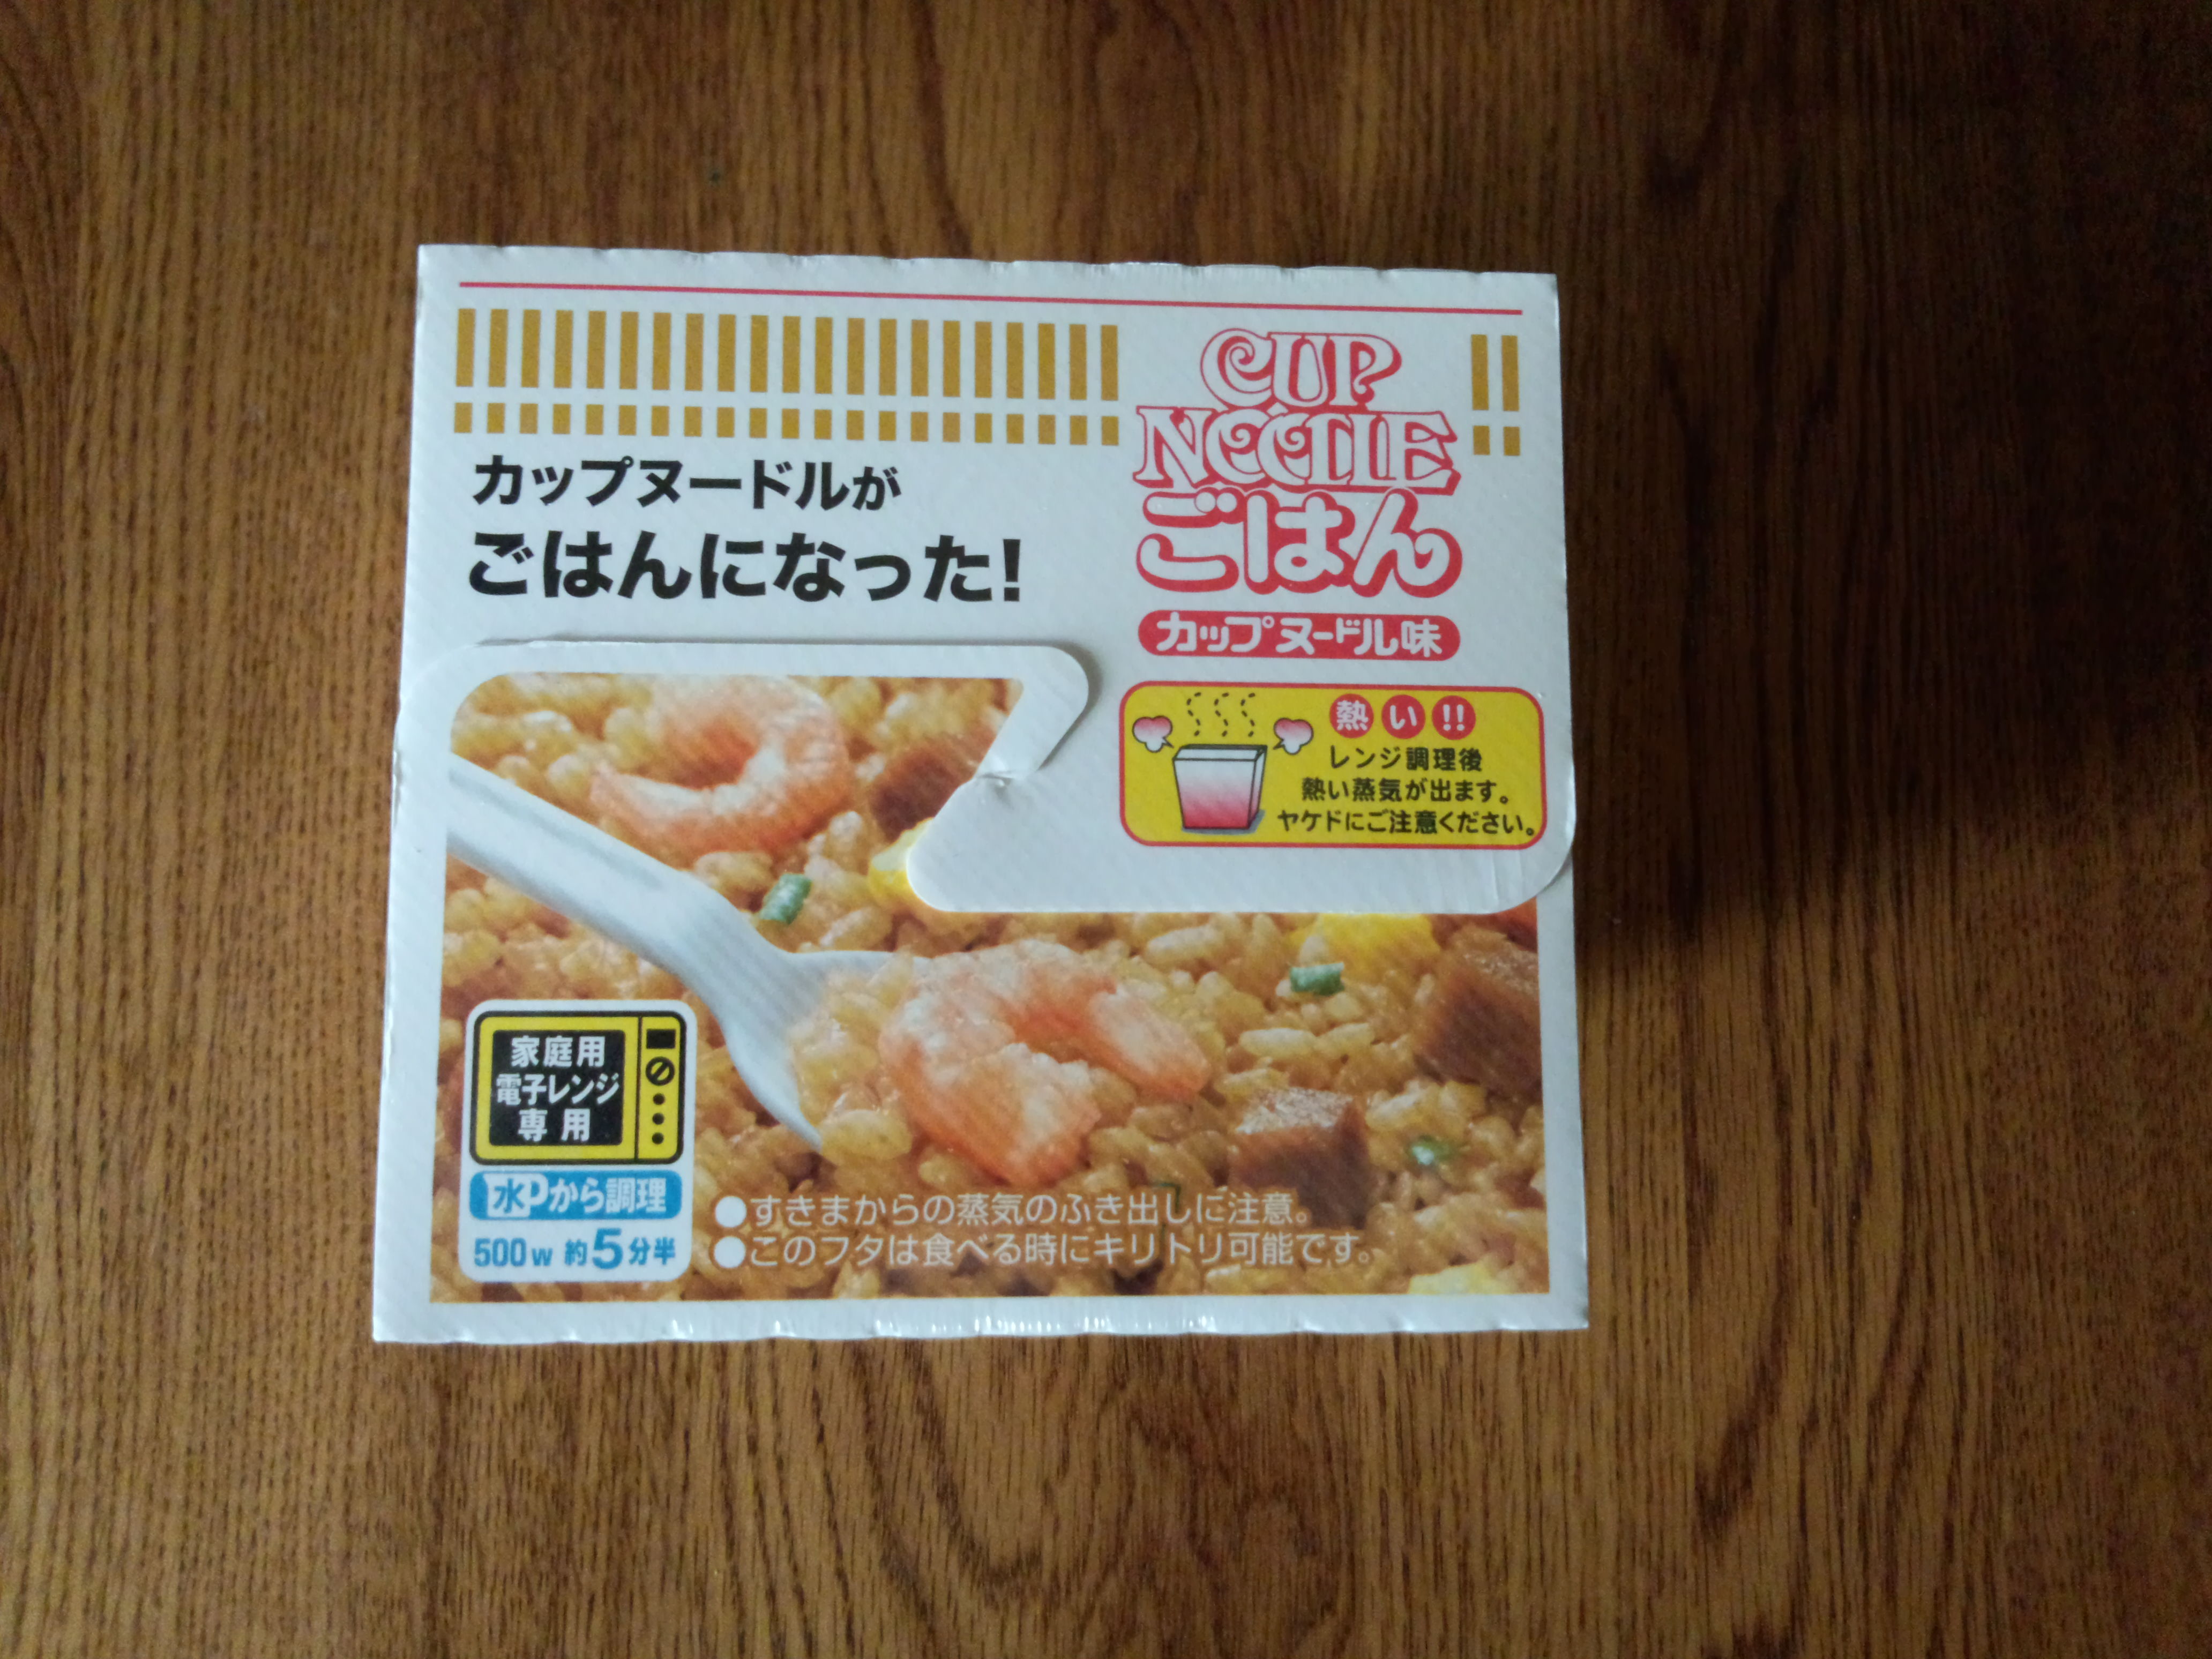 カップヌードルが
ごはんになった!
CUP
NOODLE
ごはん
カップヌードル味
熱い!!
レンジ調理後
熱い蒸気が出ます。
ヤケドにご注意ください。
家庭用
電子レンジ
専用
水から調理
500w 約5分半
●すきまからの蒸気のふき出しに注意。
●このフタは食べる時にキリトリ可能です。